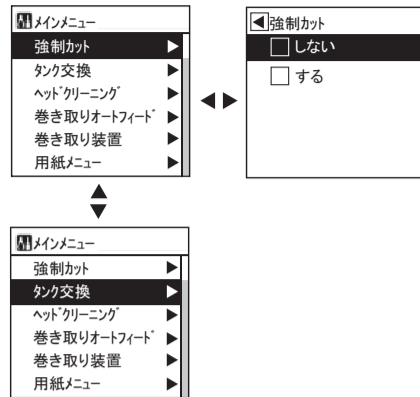 メインメニュー
強制カット
タンク交換
ヘッドクリーニング
巻き取りオートフィード
巻き取り装置
用紙メニュー
強制カット
しない
する
メインメニュー
強制カット
タンク交換
ヘッドクリーニング
巻き取りオートフィード
巻き取り装置
用紙メニュー